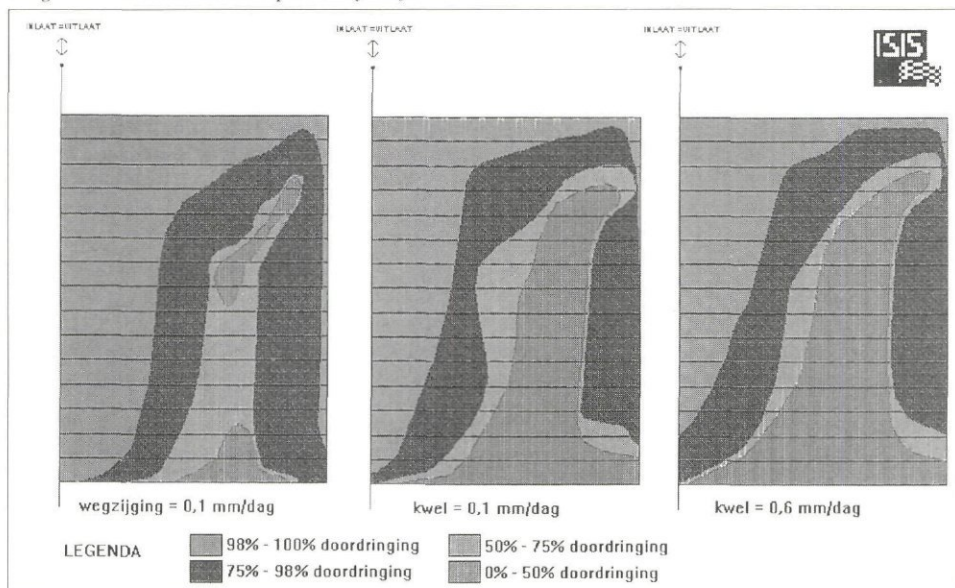 INLAAT=UITLAAT
INLAAT=UITLAAT
INLAAT=UITLAAT
ISIS
wegzijging = 0,1 mm/dag
kwel = 0,1 mm/dag
kwel = 0,6 mm/dag
LEGENDA
98% - 100% doordringing
50% - 75% doordringing
75% - 98% doordringing
0% - 50% doordringing